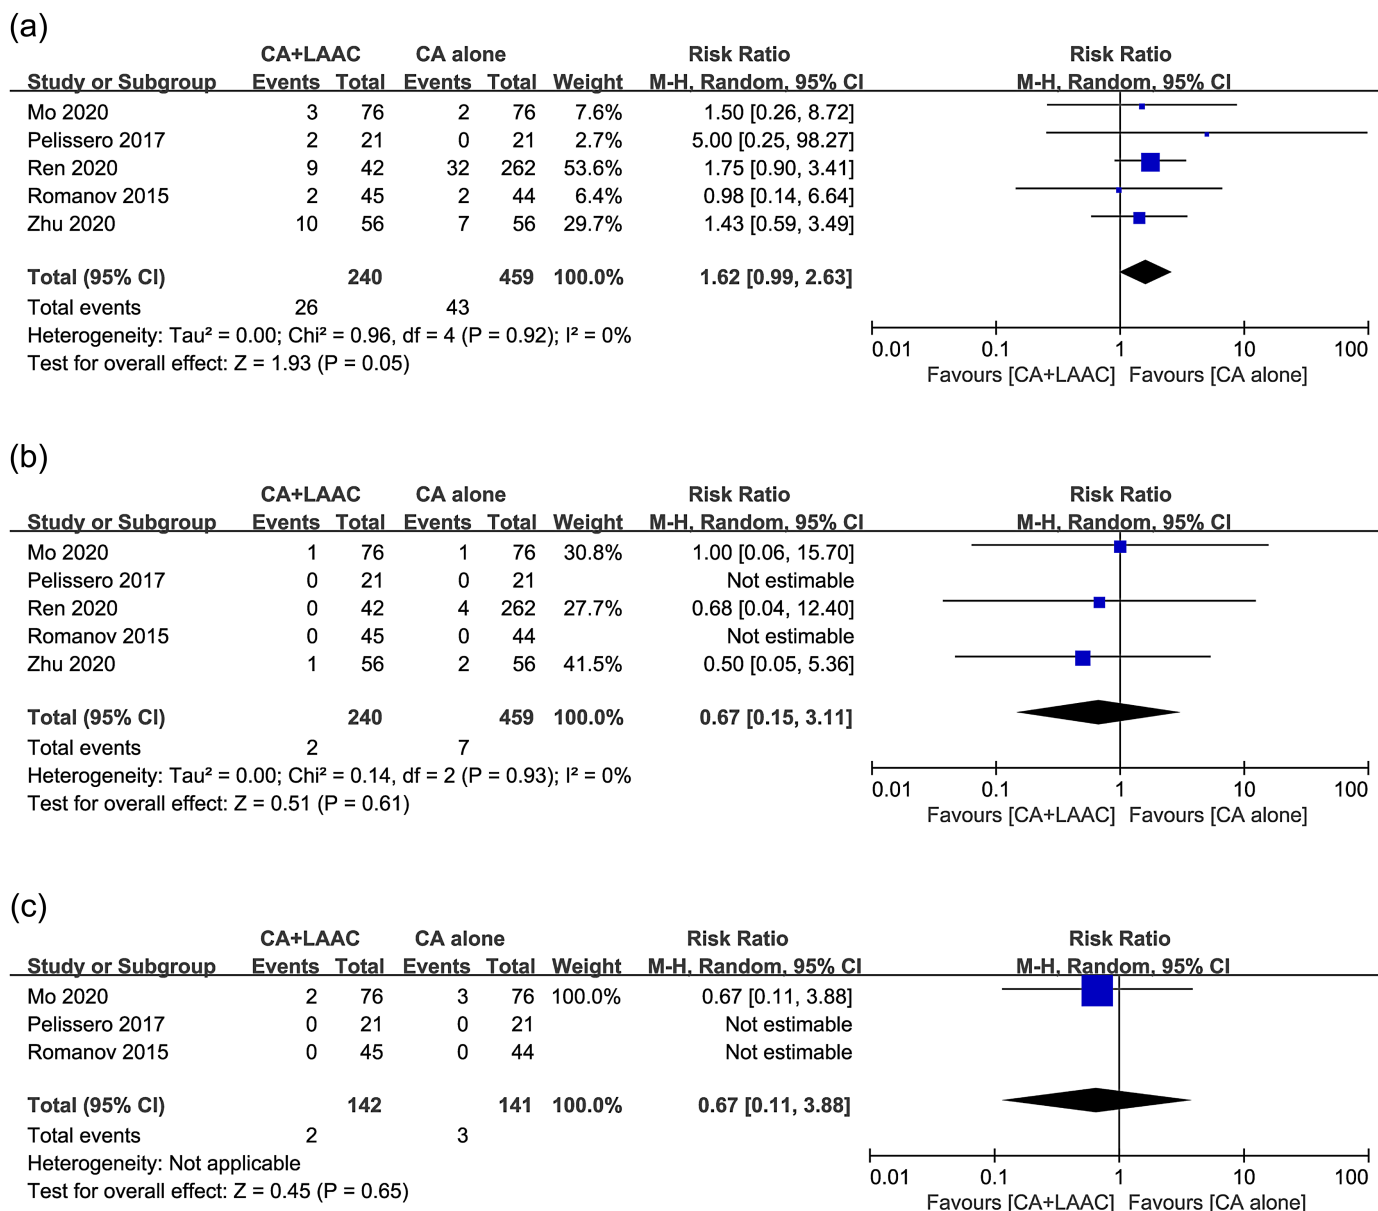 (a)
CA+LAAC CA alone Risk Ratio Risk Ratio
Study or Subgroup Events Total Events Total Weight M-H, Random, 95% CI M-H, Random, 95% CI
Mo 2020 3 76 2 76 7.6% 1.50 [0.26, 8.72]
Pelissero 2017 2 21 0 21 2.7% 5.00 [0.25, 98.27]
Ren 2020 9 42 32 262 53.6% 1.75 [0.90, 3.41]
Romanov 2015 2 45 2 44 6.4% 0.98 [0.14, 6.64]
Zhu 2020 10 56 7 56 29.7% 1.43 [0.59, 3.49]
Total (95% CI) 240 459 100.0% 1.62 [0.99, 2.63]
Total events 26 43
Heterogeneity: Tau² = 0.00; Chi² = 0.96, df = 4 (P = 0.92); I² = 0%
Test for overall effect: Z = 1.93 (P = 0.05)
0.01 0.1 1 10 100
Favours [CA+LAAC] Favours [CA alone]
(b)
CA+LAAC CA alone Risk Ratio Risk Ratio
Study or Subgroup Events Total Events Total Weight M-H, Random, 95% CI M-H, Random, 95% CI
Mo 2020 1 76 1 76 30.8% 1.00 [0.06, 15.70]
Pelissero 2017 0 21 0 21 Not estimable
Ren 2020 0 42 4 262 27.7% 0.68 [0.04, 12.40]
Romanov 2015 0 45 0 44 Not estimable
Zhu 2020 1 56 2 56 41.5% 0.50 [0.05, 5.36]
Total (95% CI) 240 459 100.0% 0.67 [0.15, 3.11]
Total events 2 7
Heterogeneity: Tau² = 0.00; Chi² = 0.14, df = 2 (P = 0.93); I² = 0%
Test for overall effect: Z = 0.51 (P = 0.61)
0.01 0.1 1 10 100
Favours [CA+LAAC] Favours [CA alone]
(c)
CA+LAAC CA alone Risk Ratio Risk Ratio
Study or Subgroup Events Total Events Total Weight M-H, Random, 95% CI M-H, Random, 95% CI
Mo 2020 2 76 3 76 100.0% 0.67 [0.11, 3.88]
Pelissero 2017 0 21 0 21 Not estimable
Romanov 2015 0 45 0 44 Not estimable
Total (95% CI) 142 141 100.0% 0.67 [0.11, 3.88]
Total events 2 3
Heterogeneity: Not applicable
Test for overall effect: Z = 0.45 (P = 0.65)
0.01 0.1 1 10 100
Favours [CA+LAAC] Favours [CA alone]